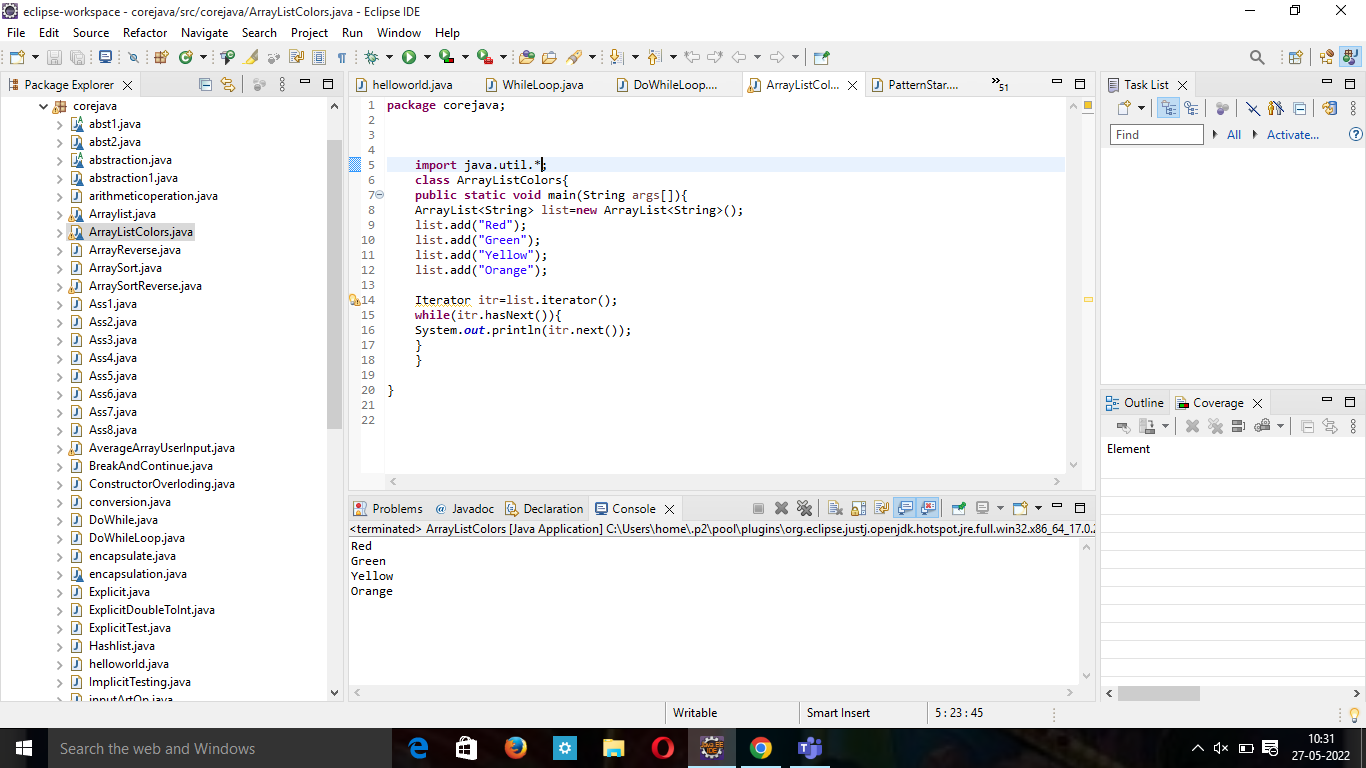 eclipse-workspace - corejava/src/corejava/ArrayListColors.java - Eclipse IDE
File Edit Source Refactor Navigate Search Project Run Window Help
Package Explorer
corejava
abst1.java
abst2.java
abstraction.java
abstraction1.java
arithmeticoperation.java
Arraylist.java
ArrayListColors.java
ArrayReverse.java
ArraySort.java
ArraySortReverse.java
Ass1.java
Ass2.java
Ass3.java
Ass4.java
Ass5.java
Ass6.java
Ass7.java
Ass8.java
AverageArrayUserInput.java
BreakAndContinue.java
ConstructorOverloding.java
conversion.java
DoWhile.java
DoWhileLoop.java
encapsulate.java
encapsulation.java
Explicit.java
ExplicitDoubleToInt.java
ExplicitTest.java
Hashlist.java
helloworld.java
ImplicitTesting.java
inputArtOp.java
helloworld.java WhileLoop.java DoWhileLoop.... ArrayListCol... PatternStar.... »51
1 package corejava;
2
3
4
5 import java.util.*;
6 class ArrayListColors{
7 public static void main(String args[]){
8 ArrayList<String> list=new ArrayList<String>();
9 list.add("Red");
10 list.add("Green");
11 list.add("Yellow");
12 list.add("Orange");
13
14 Iterator itr=list.iterator();
15 while(itr.hasNext()){
16 System.out.println(itr.next());
17 }
18 }
19
20 }
21
22
Problems @ Javadoc Declaration Console
<terminated> ArrayListColors [Java Application] C:\Users\home\.p2\pool\plugins\org.eclipse.justj.openjdk.hotspot.jre.full.win32.x86_64_17.0.
Red
Green
Yellow
Orange
Task List
Find All Activate...
Outline Coverage
Element
Writable Smart Insert 5 : 23 : 45
Search the web and Windows
10:31
27-05-2022